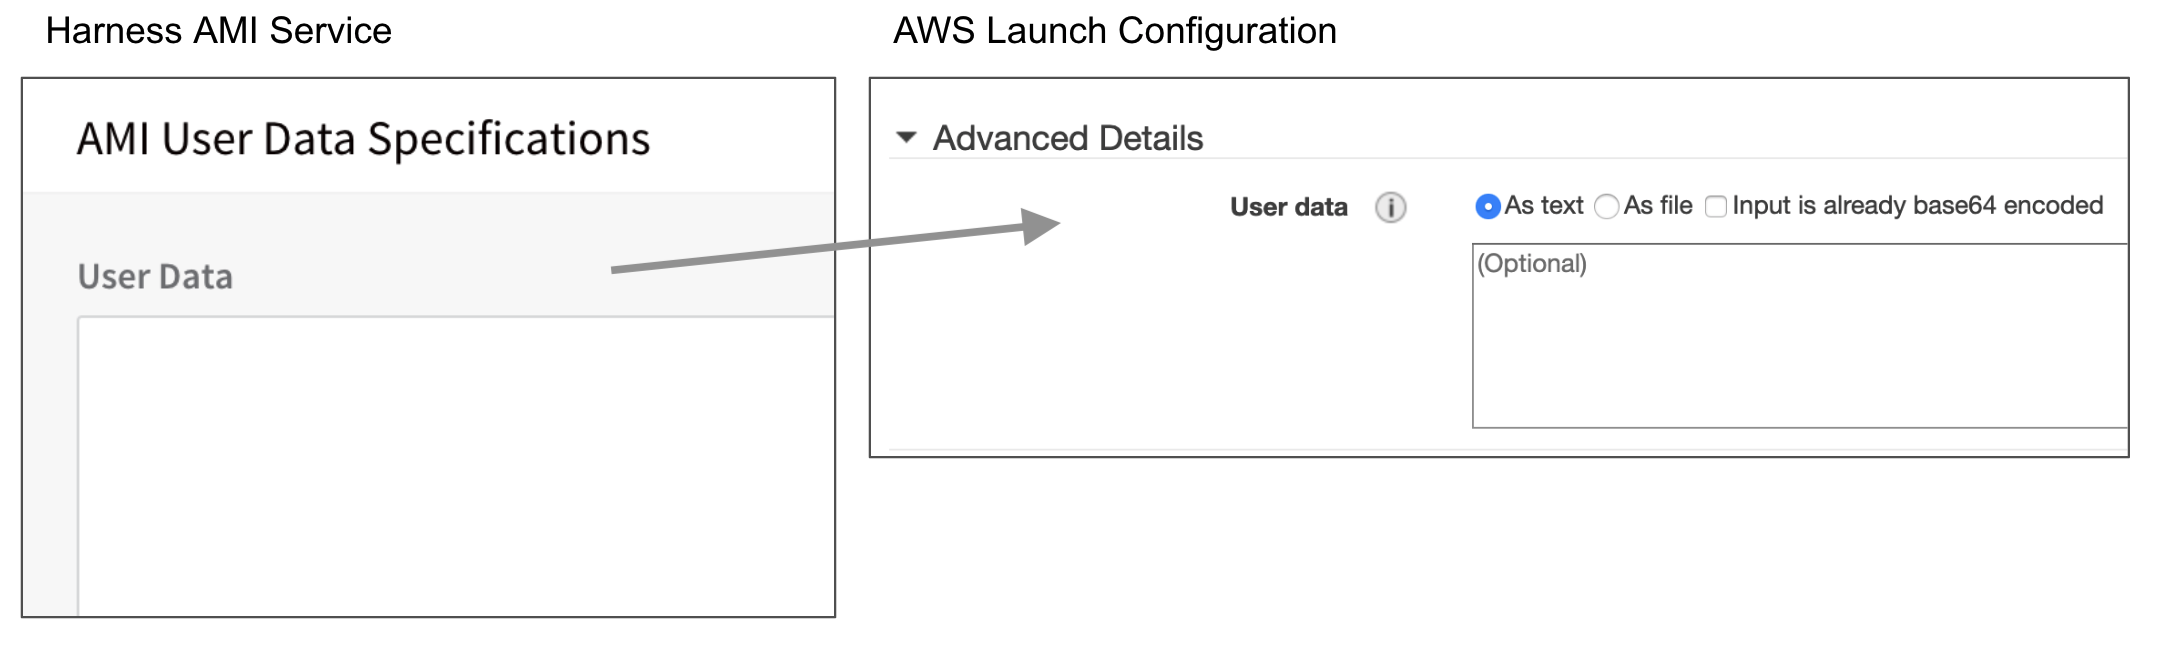 Harness AMI Service
AWS Launch Configuration
AMI User Data Specifications
User Data
Advanced Details
User data i As text As file Input is already base64 encoded
(Optional)